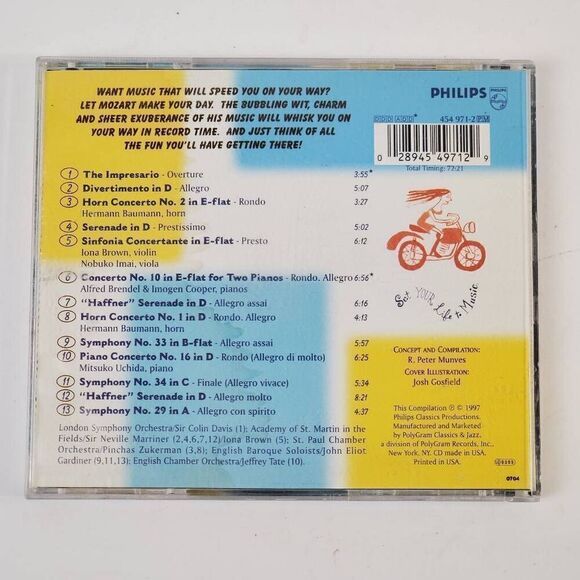 WANT MUSIC THAT WILL SPEED YOU ON YOUR WAY?
LET MOZART MAKE YOUR DAY. THE BUBBLING WIT, CHARM
AND SHEER EXUBERANCE OF HIS MUSIC WILL WHISK YOU ON
YOUR WAY IN RECORD TIME. AND JUST THINK OF ALL
THE FUN YOU'LL HAVE GETTING THERE!
1 The Impresario - Overture 3:55*
2 Divertimento in D - Allegro 5:07
3 Horn Concerto No. 2 in E-flat - Rondo 3:27
Hermann Baumann, horn
4 Serenade in D - Prestissimo 5:02
5 Sinfonia Concertante in E-flat - Presto 6:12
Iona Brown, violin
Nobuko Imai, viola
6 Concerto No. 10 in E-flat for Two Pianos - Rondo. Allegro 6:56*
Alfred Brendel & Imogen Cooper, pianos
7 "Haffner" Serenade in D - Allegro assai 6:16
8 Horn Concerto No. 1 in D - Rondo. Allegro 4:13
Hermann Baumann, horn
9 Symphony No. 33 in B-flat - Allegro assai 5:57
10 Piano Concerto No. 16 in D - Rondo (Allegro di molto) 6:25
Mitsuko Uchida, piano
11 Symphony No. 34 in C - Finale (Allegro vivace) 5:34
12 "Haffner" Serenade in D - Allegro molto 8:21
13 Symphony No. 29 in A - Allegro con spirito 4:37
London Symphony Orchestra/Sir Colin Davis (1); Academy of St. Martin in the
Fields/Sir Neville Marriner (2,4,6,7,12)/Iona Brown (5); St. Paul Chamber
Orchestra/Pinchas Zukerman (3,8); English Baroque Soloists/John Eliot
Gardiner (9,11,13); English Chamber Orchestra/Jeffrey Tate (10).
PHILIPS
PHILIPS
DDD ADD* 454 971-2 PM
0 28945 49712 9
Total Timing: 72:21
Set YOUR Life to Music
CONCEPT AND COMPILATION:
R. Peter Munves
COVER ILLUSTRATION:
Josh Gosfield
This Compilation ℗ © 1997
Philips Classics Productions.
Manufactured and Marketed
by PolyGram Classics & Jazz,
a division of PolyGram Records, Inc.,
New York, NY. CD made in USA.
Printed in USA.
0704